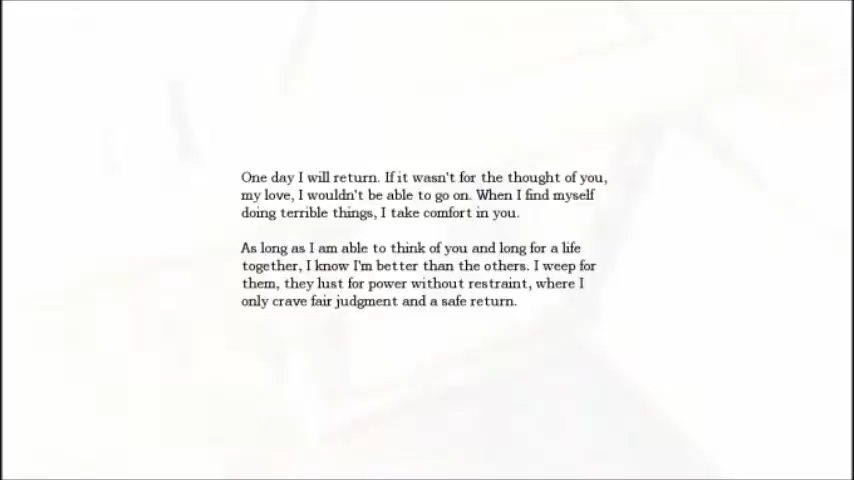 One day I will return. If it wasn't for the thought of you,
my love, I wouldn't be able to go on. When I find myself
doing terrible things, I take comfort in you.
As long as I am able to think of you and long for a life
together, I know I'm better than the others. I weep for
them, they lust for power without restraint, where I
only crave fair judgment and a safe return.